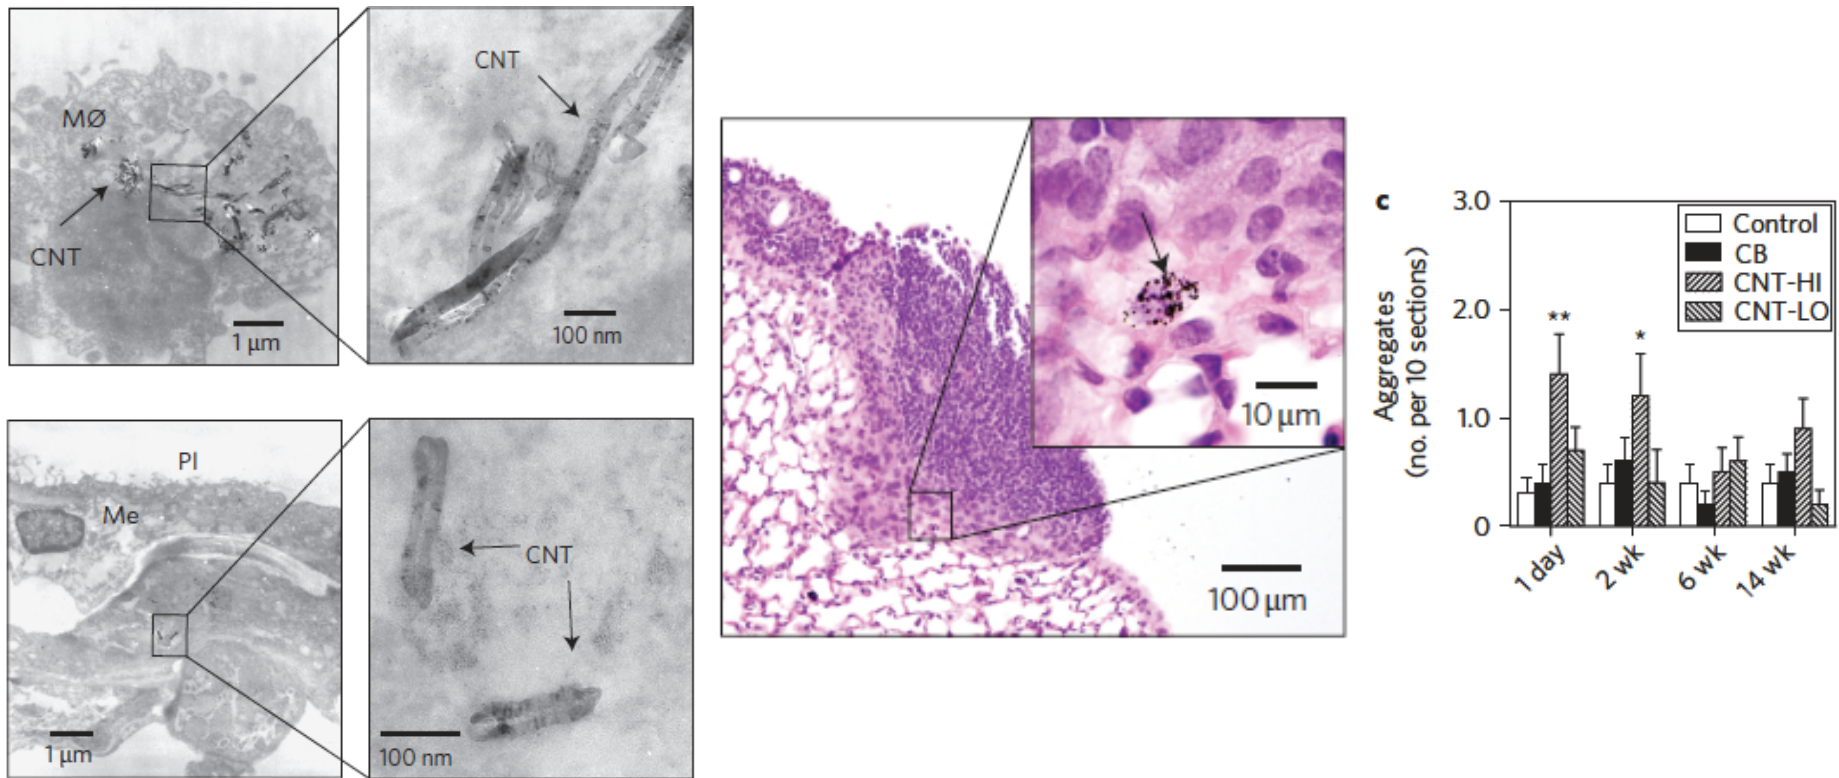 MØ
CNT
1 µm
CNT
100 nm
Pl
Me
1 µm
CNT
100 nm
10 µm
100 µm
c
Aggregates
(no. per 10 sections)
3.0
2.0
1.0
0
**
*
Control
CB
CNT-HI
CNT-LO
1 day
2 wk
6 wk
14 wk